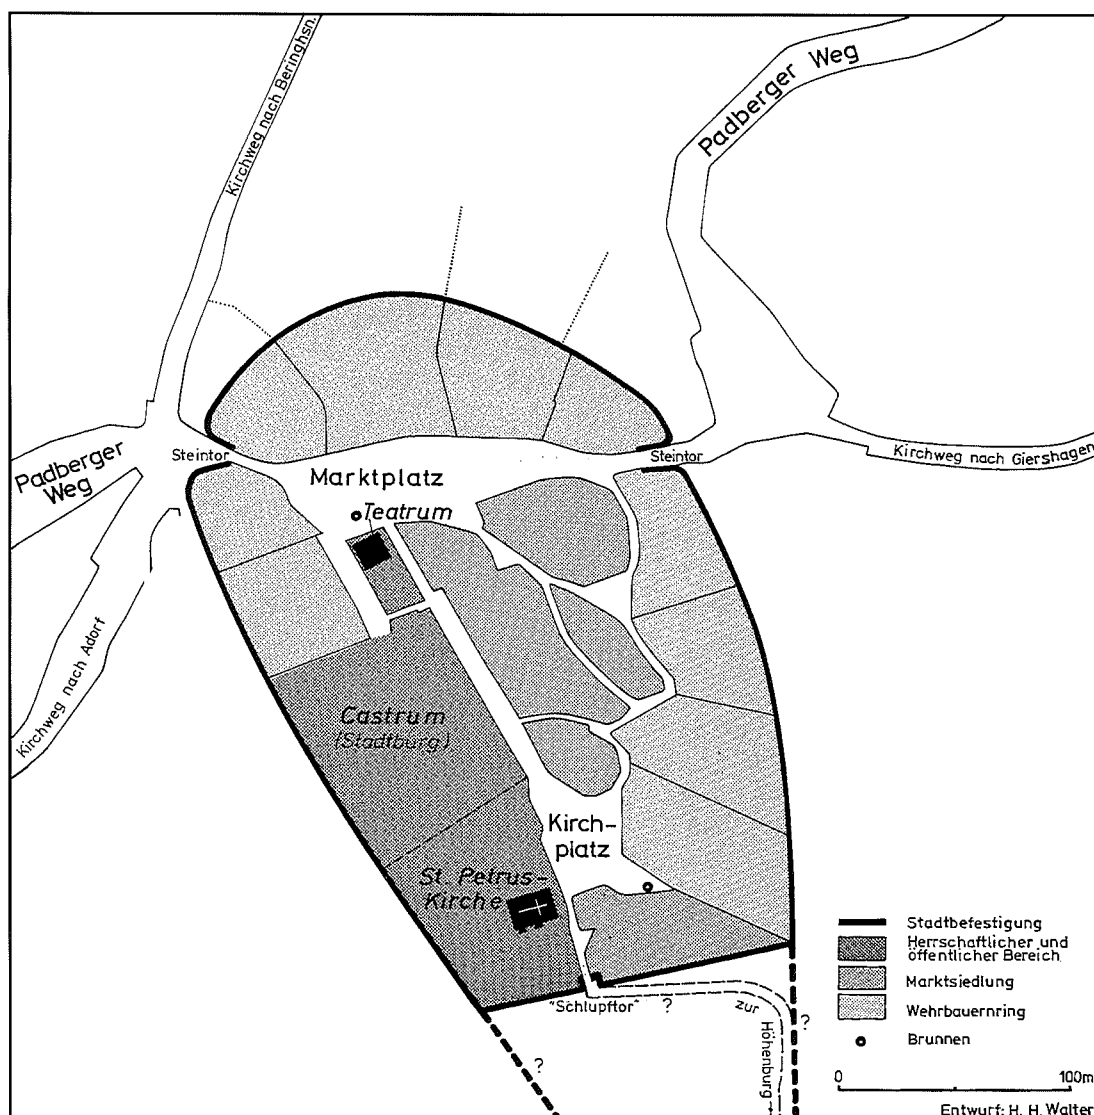 Kirchweg nach Beringhsn.
Padberger Weg
Padberger
Weg
Steintor
Marktplatz
Teatrum
Steintor
Kirchweg nach Giershagen
Kirchweg nach Adorf
Castrum
(Stadtburg)
Kirch-
platz
St. Petrus-
Kirche
"Schlupftor"
?
zur
Höhenburg
?
?
Stadtbefestigung
Herrschaftlicher und
öffentlicher Bereich
Marktsiedlung
Wehrbauernring
Brunnen
0 100m
Entwurf: H. H. Walter